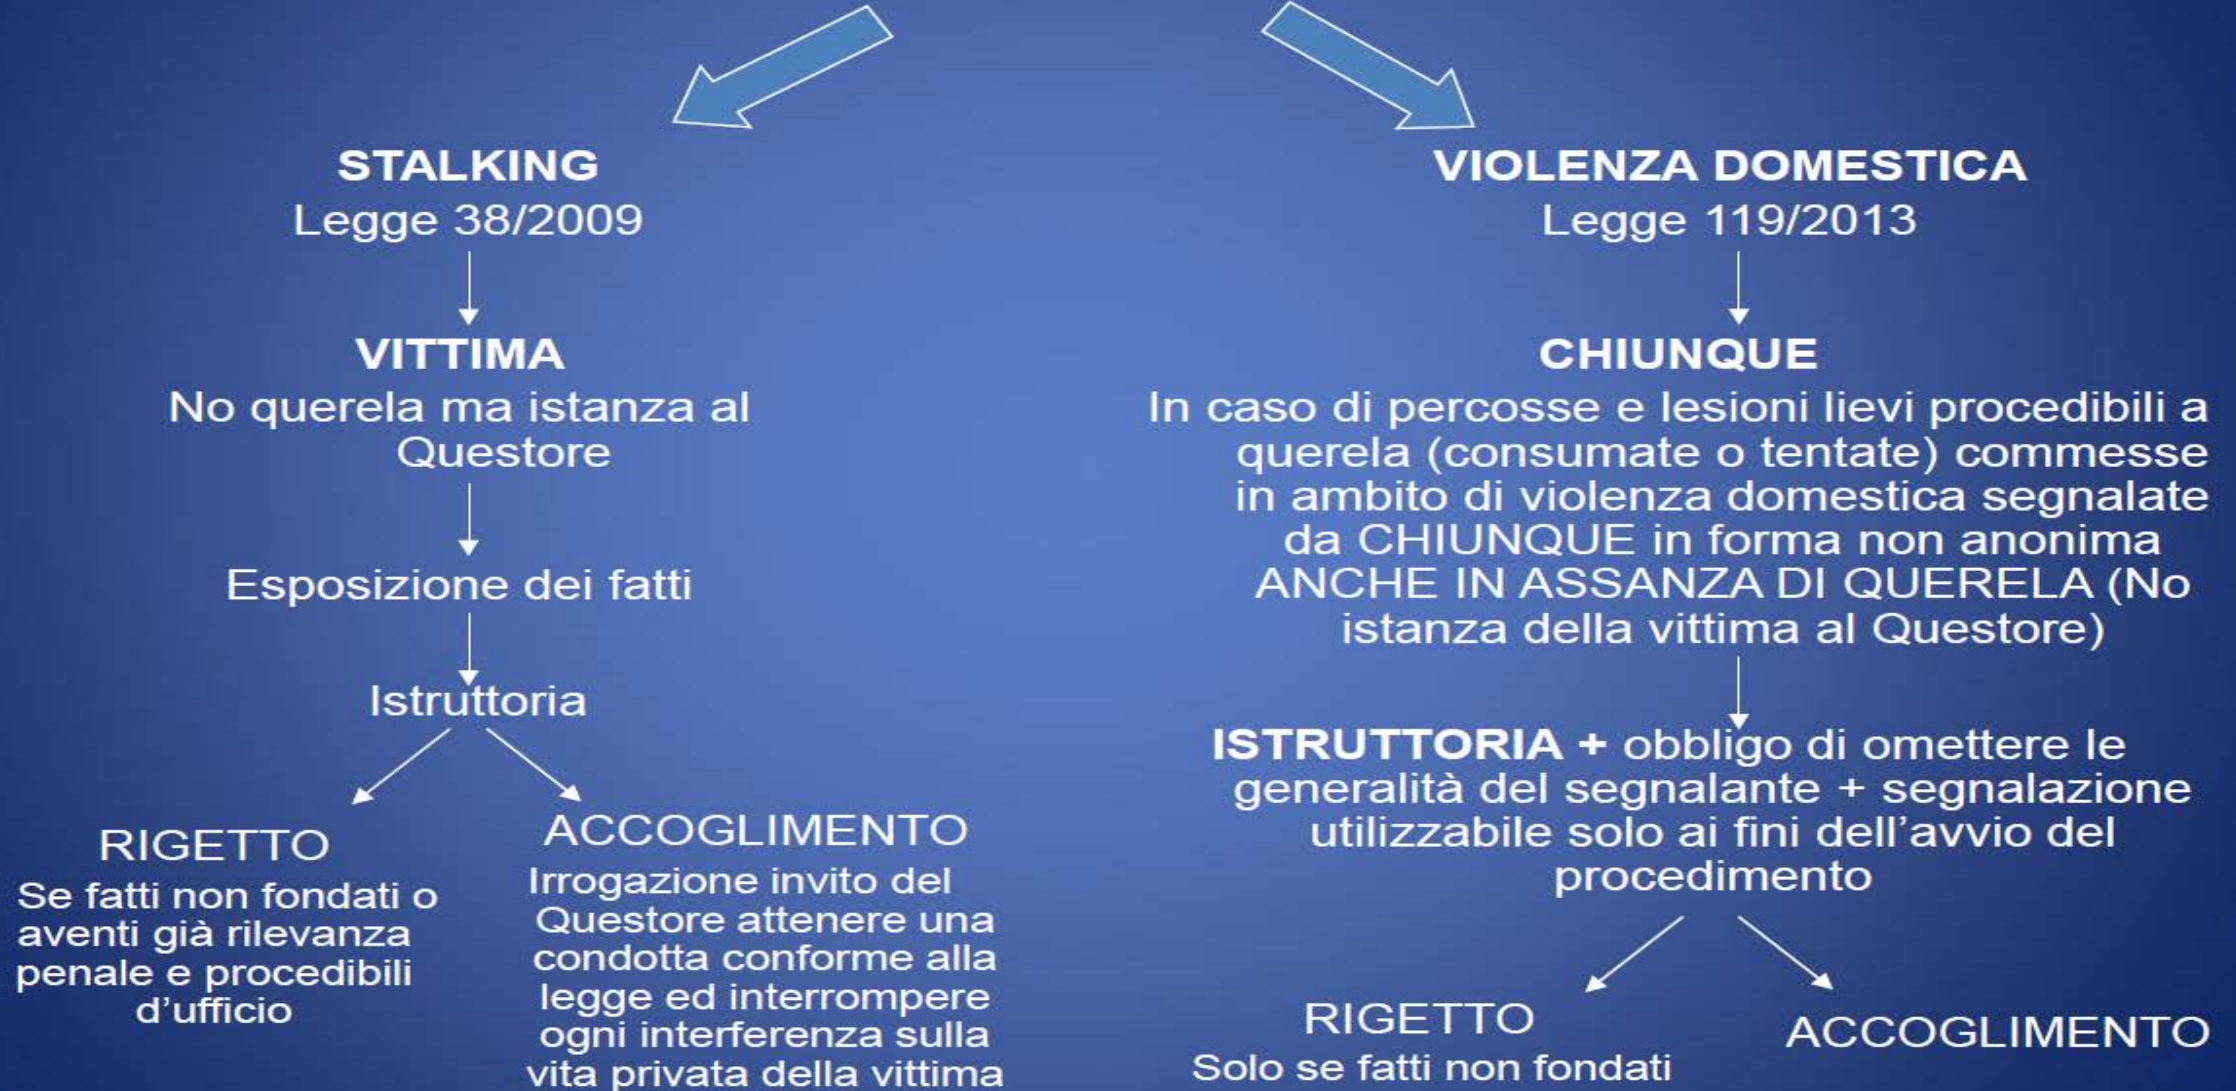 STALKING
Legge 38/2009
VITTIMA
No querela ma istanza al
Questore
Esposizione dei fatti
Istruttoria
RIGETTO
Se fatti non fondati o
aventi già rilevanza
penale e procedibili
d'ufficio
ACCOGLIMENTO
Irrogazione invito del
Questore attenere una
condotta conforme alla
legge ed interrompere
ogni interferenza sulla
vita privata della vittima
VIOLENZA DOMESTICA
Legge 119/2013
CHIUNQUE
In caso di percosse e lesioni lievi procedibili a
querela (consumate o tentate) commesse
in ambito di violenza domestica segnalate
da CHIUNQUE in forma non anonima
ANCHE IN ASSANZA DI QUERELA (No
istanza della vittima al Questore)
ISTRUTTORIA + obbligo di omettere le
generalità del segnalante + segnalazione
utilizzabile solo ai fini dell'avvio del
procedimento
RIGETTO
Solo se fatti non fondati
ACCOGLIMENTO